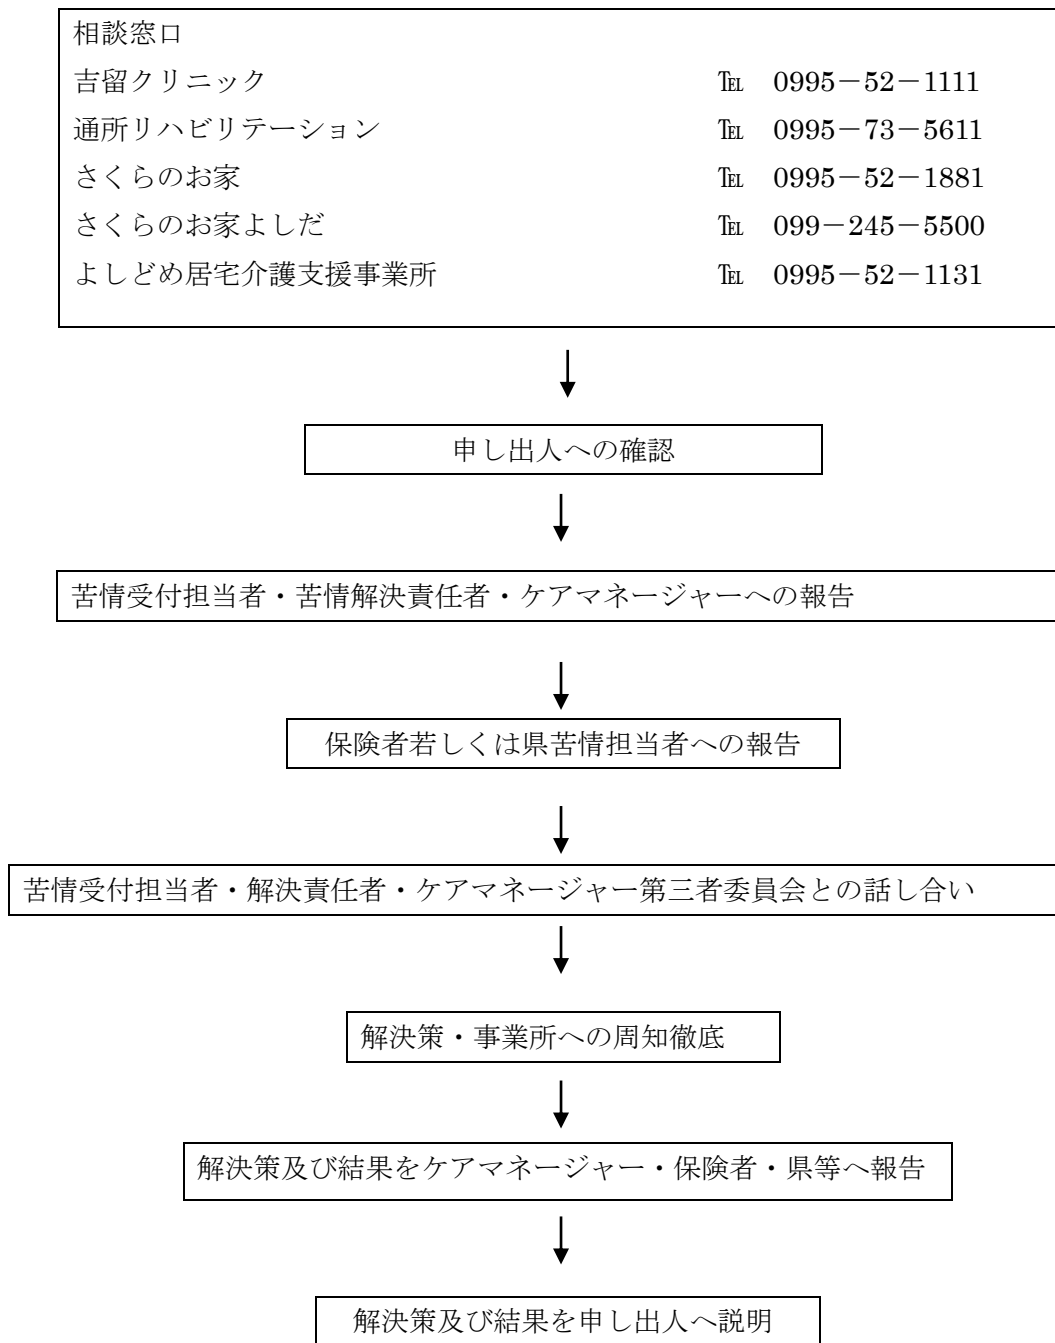 相談窓口
吉留クリニック ℡ 0995－52－1111
通所リハビリテーション ℡ 0995－73－5611
さくらのお家 ℡ 0995－52－1881
さくらのお家よしだ ℡ 099－245－5500
よしどめ居宅介護支援事業所 ℡ 0995－52－1131
申し出人への確認
苦情受付担当者・苦情解決責任者・ケアマネージャーへの報告
保険者若しくは県苦情担当者への報告
苦情受付担当者・解決責任者・ケアマネージャー第三者委員会との話し合い
解決策・事業所への周知徹底
解決策及び結果をケアマネージャー・保険者・県等へ報告
解決策及び結果を申し出人へ説明